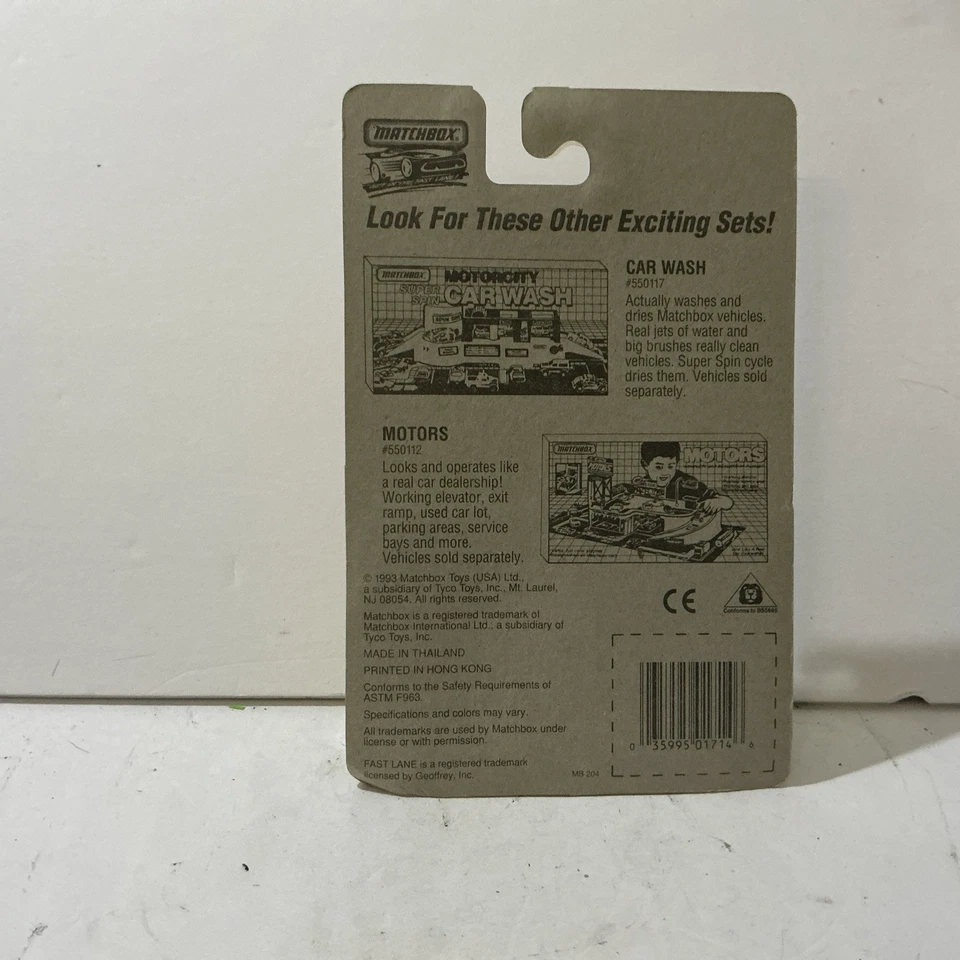 MATCHBOX
"IN THE FAST LANE!"
Look For These Other Exciting Sets!
MATCHBOX
MOTORCITY
SUPER
SPIN
CAR WASH
CAR WASH
#550117
Actually washes and
dries Matchbox vehicles.
Real jets of water and
big brushes really clean
vehicles. Super Spin cycle
dries them. Vehicles sold
separately.
MOTORS
#550112
Looks and operates like
a real car dealership!
Working elevator, exit
ramp, used car lot,
parking areas, service
bays and more.
Vehicles sold separately.
MATCHBOX
MOTORS
© 1993 Matchbox Toys (USA) Ltd.,
a subsidiary of Tyco Toys, Inc., Mt. Laurel,
NJ 08054. All rights reserved.
Matchbox is a registered trademark of
Matchbox International Ltd., a subsidiary of
Tyco Toys, Inc.
MADE IN THAILAND
PRINTED IN HONG KONG
Conforms to the Safety Requirements of
ASTM F963.
Specifications and colors may vary.
All trademarks are used by Matchbox under
license or with permission.
FAST LANE is a registered trademark
licensed by Geoffrey, Inc.
MB 204
CE
Conforms to BS5665
0 35995 01714 6